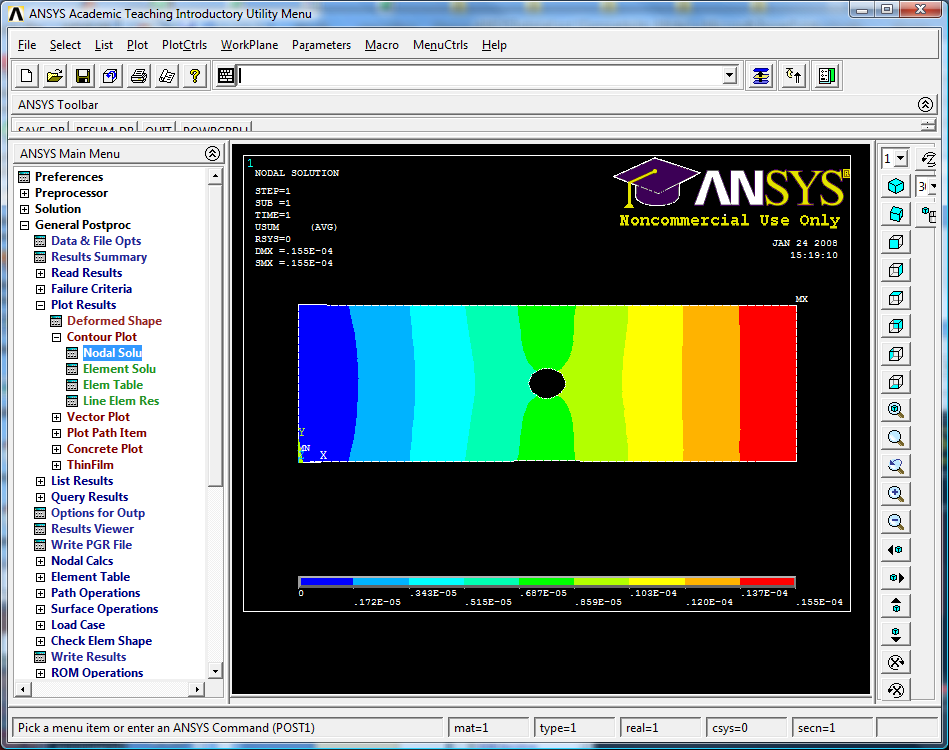 ANSYS Academic Teaching Introductory Utility Menu
File Select List Plot PlotCtrls WorkPlane Parameters Macro MenuCtrls Help
ANSYS Toolbar
SAVE_DB RESUM_DB QUIT POWRGRPH
ANSYS Main Menu
Preferences
Preprocessor
Solution
General Postproc
Data & File Opts
Results Summary
Read Results
Failure Criteria
Plot Results
Deformed Shape
Contour Plot
Nodal Solu
Element Solu
Elem Table
Line Elem Res
Vector Plot
Plot Path Item
Concrete Plot
ThinFilm
List Results
Query Results
Options for Outp
Results Viewer
Write PGR File
Nodal Calcs
Element Table
Path Operations
Surface Operations
Load Case
Check Elem Shape
Write Results
ROM Operations
1
NODAL SOLUTION
STEP=1
SUB =1
TIME=1
USUM (AVG)
RSYS=0
DMX =.155E-04
SMX =.155E-04
ANSYS®
Noncommercial Use Only
JAN 24 2008
15:19:10
MX
Y
MN
X
0 .343E-05 .687E-05 .103E-04 .137E-04
.172E-05 .515E-05 .859E-05 .120E-04 .155E-04
1
Pick a menu item or enter an ANSYS Command (POST1) mat=1 type=1 real=1 csys=0 secn=1